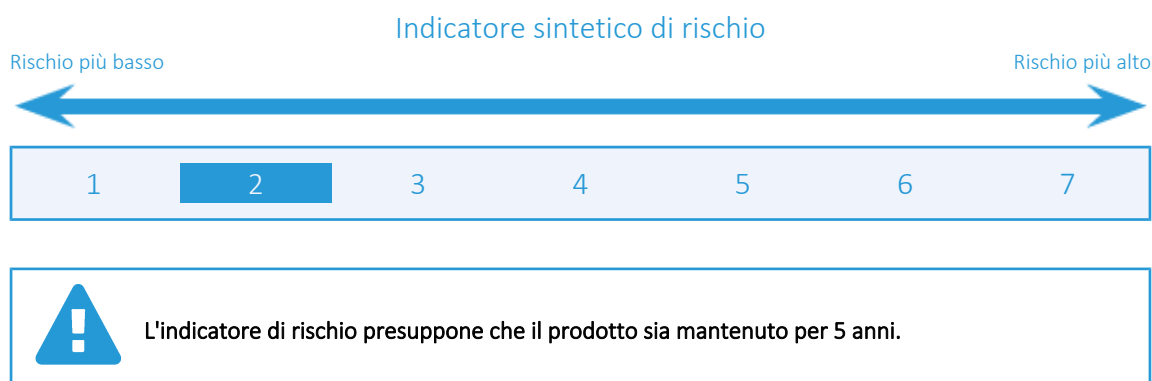 Indicatore sintetico di rischio
Rischio più basso Rischio più alto
1 2 3 4 5 6 7
L'indicatore di rischio presuppone che il prodotto sia mantenuto per 5 anni.